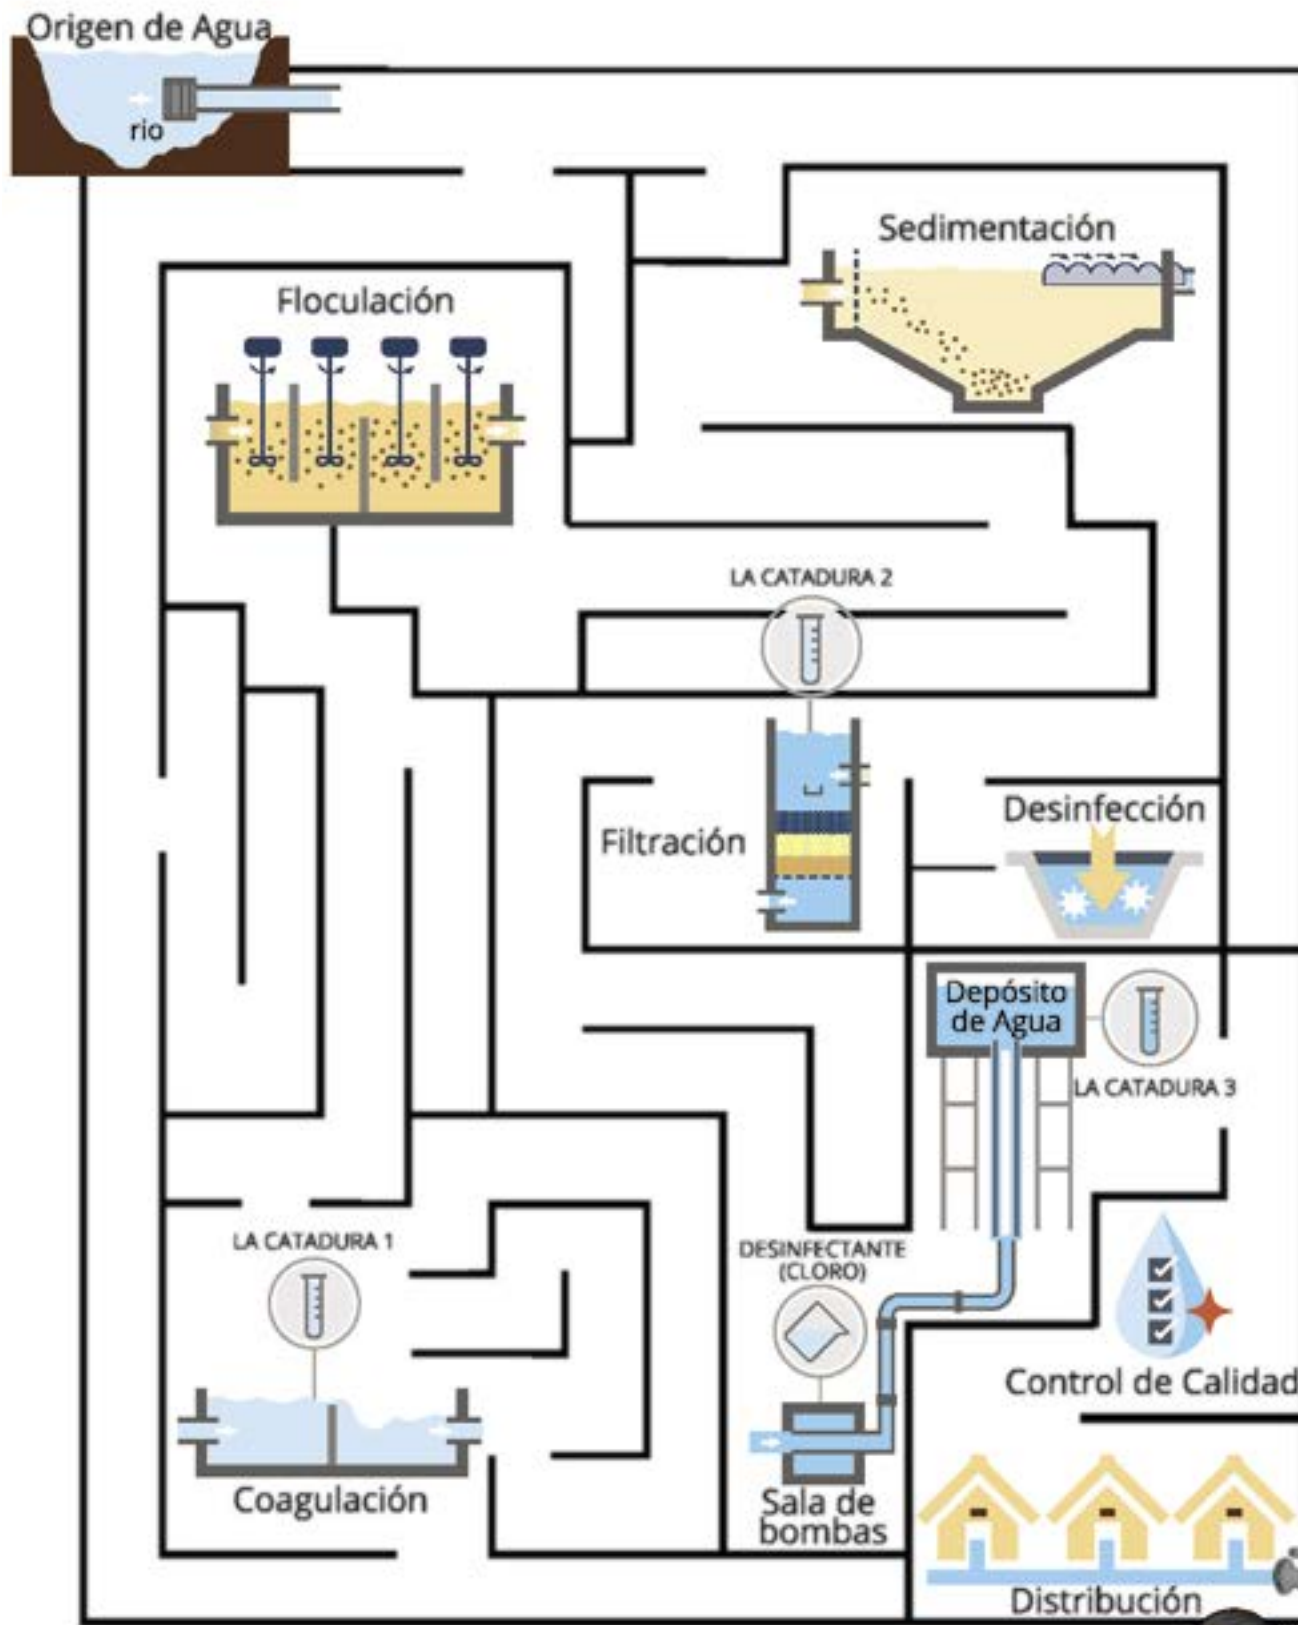 Origen de Agua
rio
Sedimentación
Floculación
LA CATADURA 2
Filtración
Desinfección
Depósito
de Agua
LA CATADURA 3
LA CATADURA 1
DESINFECTANTE
(CLORO)
Control de Calidad
Coagulación
Sala de
bombas
Distribución